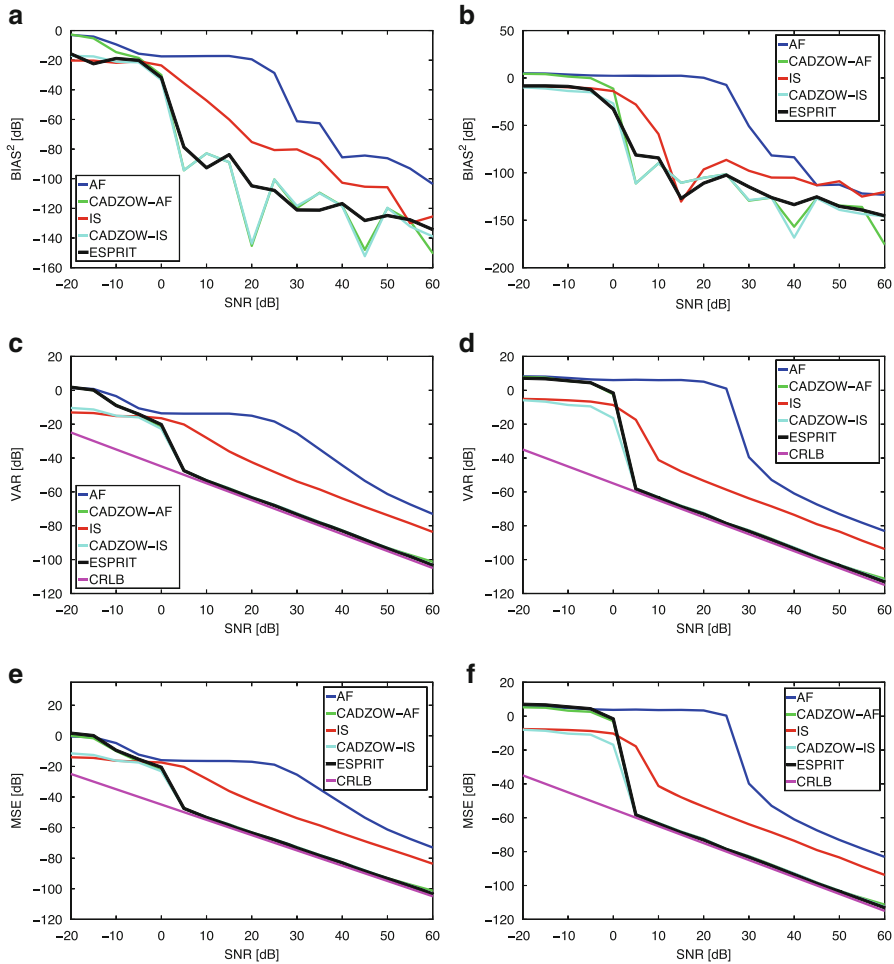 a
BIAS² [dB]
0
−20
−40
−60
−80
−100
−120
−140
−160
AF
CADZOW−AF
IS
CADZOW−IS
ESPRIT
−20 −10 0 10 20 30 40 50 60
SNR [dB]
b
BIAS² [dB]
50
0
−50
−100
−150
−200
AF
CADZOW−AF
IS
CADZOW−IS
ESPRIT
−20 −10 0 10 20 30 40 50 60
SNR [dB]
c
VAR [dB]
20
0
−20
−40
−60
−80
−100
−120
AF
CADZOW−AF
IS
CADZOW−IS
ESPRIT
CRLB
−20 −10 0 10 20 30 40 50 60
SNR [dB]
d
VAR [dB]
20
0
−20
−40
−60
−80
−100
−120
AF
CADZOW−AF
IS
CADZOW−IS
ESPRIT
CRLB
−20 −10 0 10 20 30 40 50 60
SNR [dB]
e
MSE [dB]
20
0
−20
−40
−60
−80
−100
−120
AF
CADZOW−AF
IS
CADZOW−IS
ESPRIT
CRLB
−20 −10 0 10 20 30 40 50 60
SNR [dB]
f
MSE [dB]
20
0
−20
−40
−60
−80
−100
−120
AF
CADZOW−AF
IS
CADZOW−IS
ESPRIT
CRLB
−20 −10 0 10 20 30 40 50 60
SNR [dB]